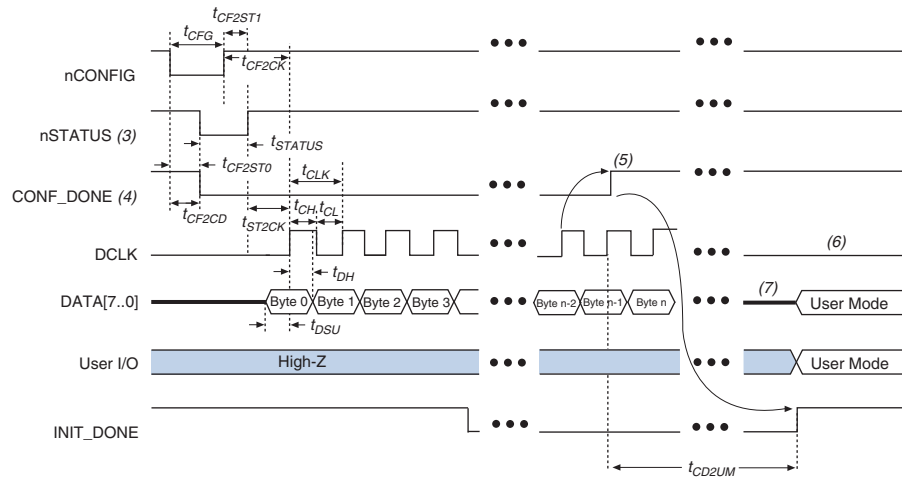 tCF2ST1
tCFG
tCF2CK
nCONFIG
nSTATUS (3)
tSTATUS
tCF2ST0
tCLK
(5)
CONF_DONE (4)
tCF2CD
tST2CK
tCH
tCL
DCLK
(6)
tDH
DATA[7..0]
Byte 0
Byte 1
Byte 2
Byte 3
Byte n-2
Byte n-1
Byte n
(7)
User Mode
tDSU
User I/O
High-Z
User Mode
INIT_DONE
tCD2UM